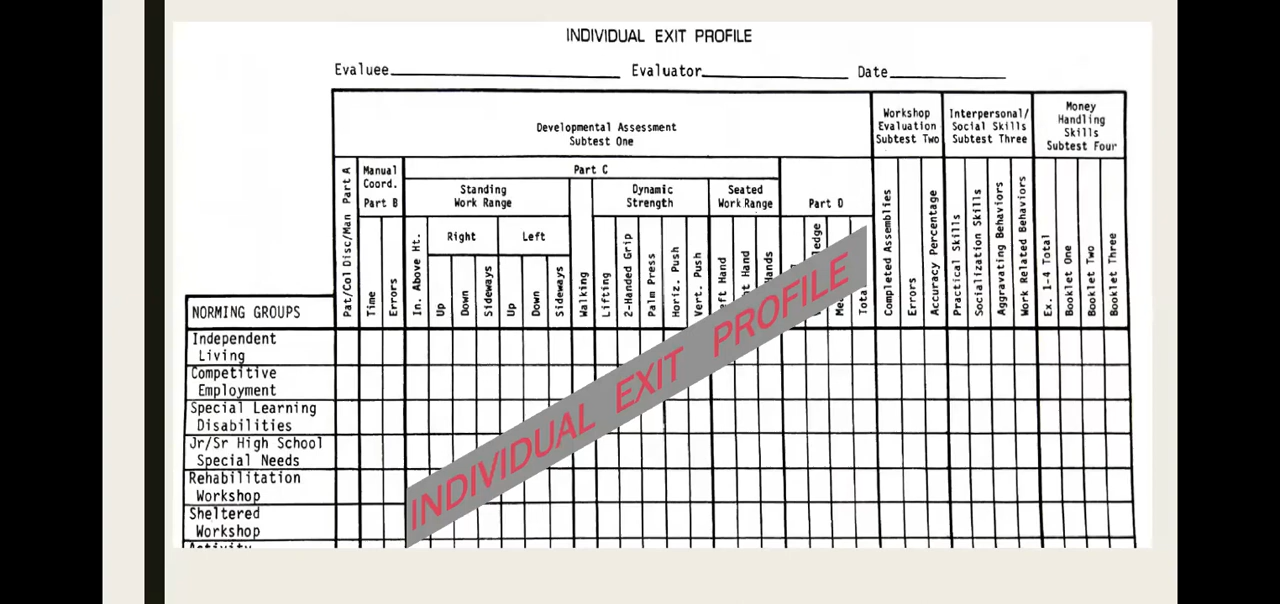 INDIVIDUAL EXIT PROFILE
Evaluee Evaluator Date
Developmental Assessment
Subtest One
Workshop
Evaluation
Subtest Two
Interpersonal/
Social Skills
Subtest Three
Money
Handling
Skills
Subtest Four
Pat/Col Disc/Man Part A
Manual
Coord.
Part B
Part C
Standing
Work Range
Dynamic
Strength
Seated
Work Range
Part D
Right
Left
Time
Errors
In. Above Ht.
Up
Down
Sideways
Up
Down
Sideways
Walking
Lifting
2-Handed Grip
Palm Press
Horiz. Push
Vert. Push
Hand
Hand
Hands
Total
Completed Assemblies
Errors
Accuracy Percentage
Practical Skills
Socialization Skills
Aggravating Behaviors
Work Related Behaviors
Ex. 1-4 Total
Booklet One
Booklet Two
Booklet Three
NORMING GROUPS
Independent
Living
Competitive
Employment
Special Learning
Disabilities
Jr/Sr High School
Special Needs
Rehabilitation
Workshop
Sheltered
Workshop
INDIVIDUAL EXIT PROFILE